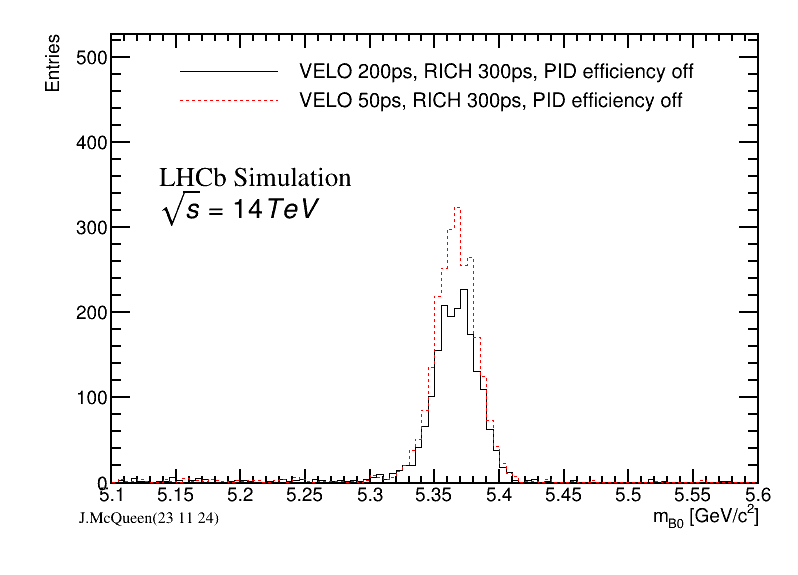 Entries
500
400
300
200
100
0
VELO 200ps, RICH 300ps, PID efficiency off
VELO 50ps, RICH 300ps, PID efficiency off
LHCb Simulation
√s = 14TeV
5.1 5.15 5.2 5.25 5.3 5.35 5.4 5.45 5.5 5.55 5.6
J.McQueen(23 11 24)
m_B0 [GeV/c²]